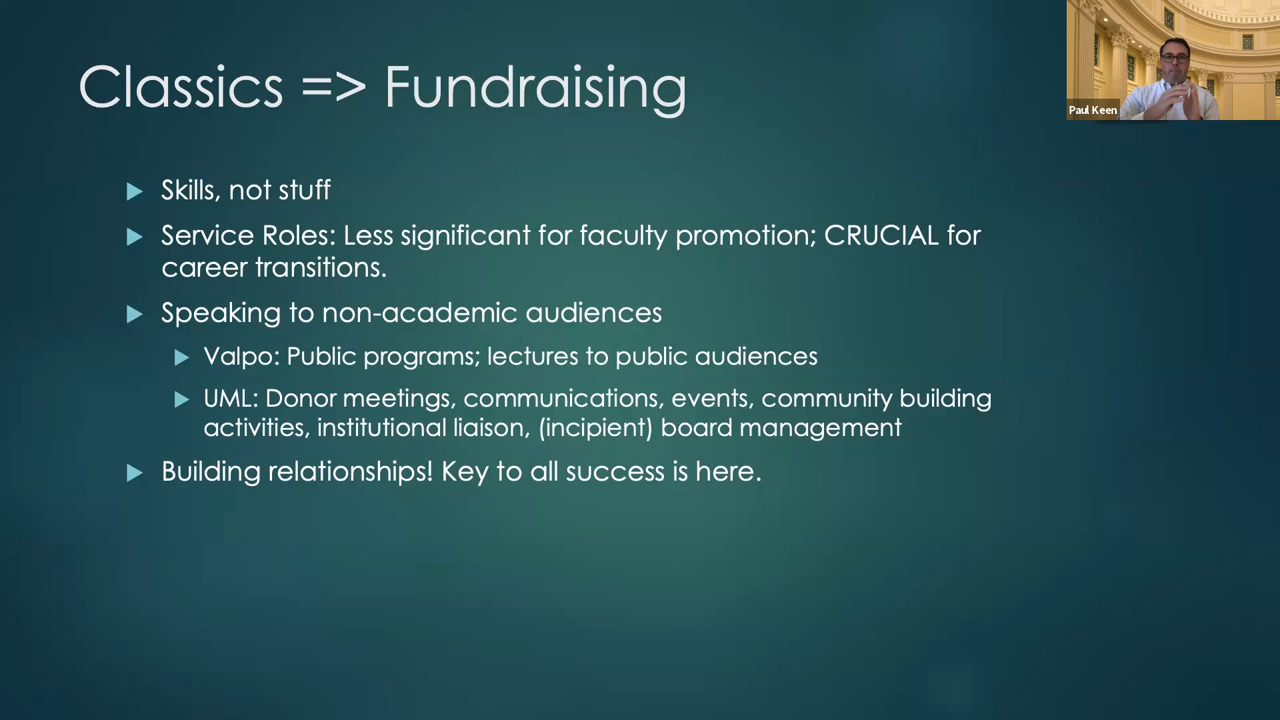 Classics => Fundraising
Paul Keen
Skills, not stuff
Service Roles: Less significant for faculty promotion; CRUCIAL for
career transitions.
Speaking to non-academic audiences
Valpo: Public programs; lectures to public audiences
UML: Donor meetings, communications, events, community building
activities, institutional liaison, (incipient) board management
Building relationships! Key to all success is here.